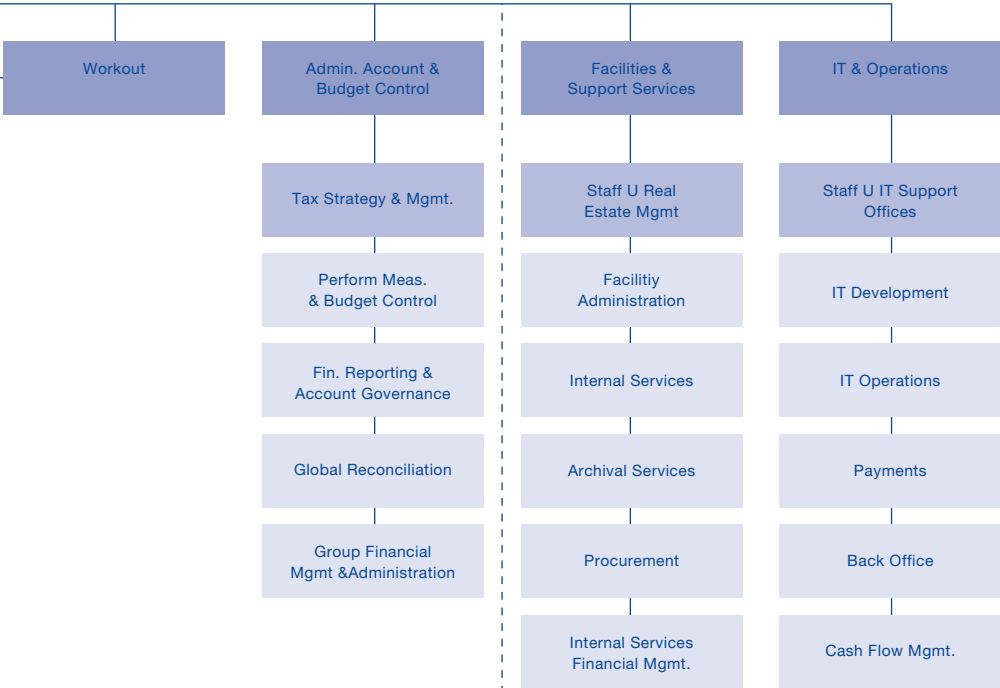 Workout
Admin. Account &
Budget Control
Facilities &
Support Services
IT & Operations
Tax Strategy & Mgmt.
Staff U Real
Estate Mgmt
Staff U IT Support
Offices
Perform Meas.
& Budget Control
Facilitiy
Administration
IT Development
Fin. Reporting &
Account Governance
Internal Services
IT Operations
Global Reconciliation
Archival Services
Payments
Group Financial
Mgmt &Administration
Procurement
Back Office
Internal Services
Financial Mgmt.
Cash Flow Mgmt.